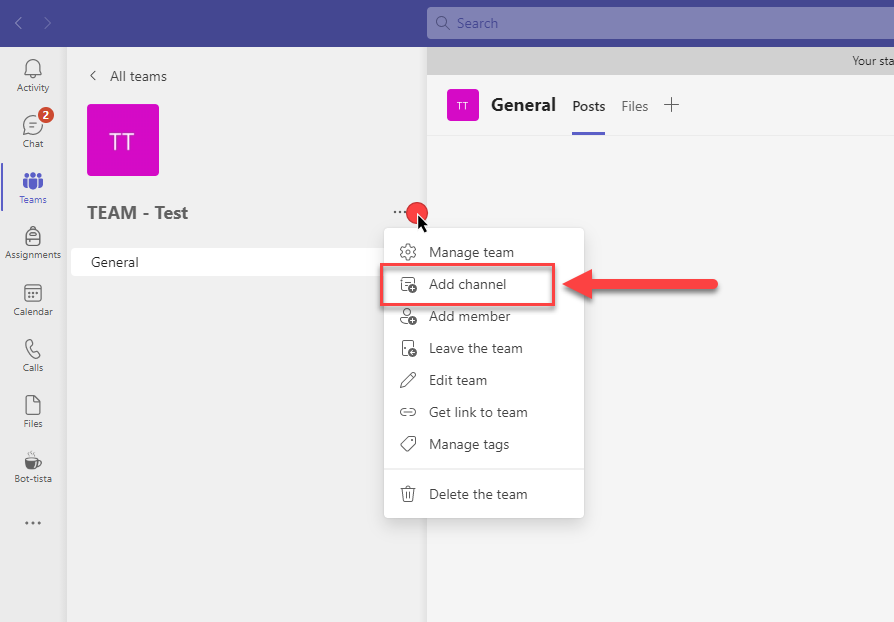 Search
Activity
2
Chat
Teams
Assignments
Calendar
Calls
Files
Bot-tista
All teams
TT
TEAM - Test
General
Your sta
TT
General
Posts
Files
Manage team
Add channel
Add member
Leave the team
Edit team
Get link to team
Manage tags
Delete the team